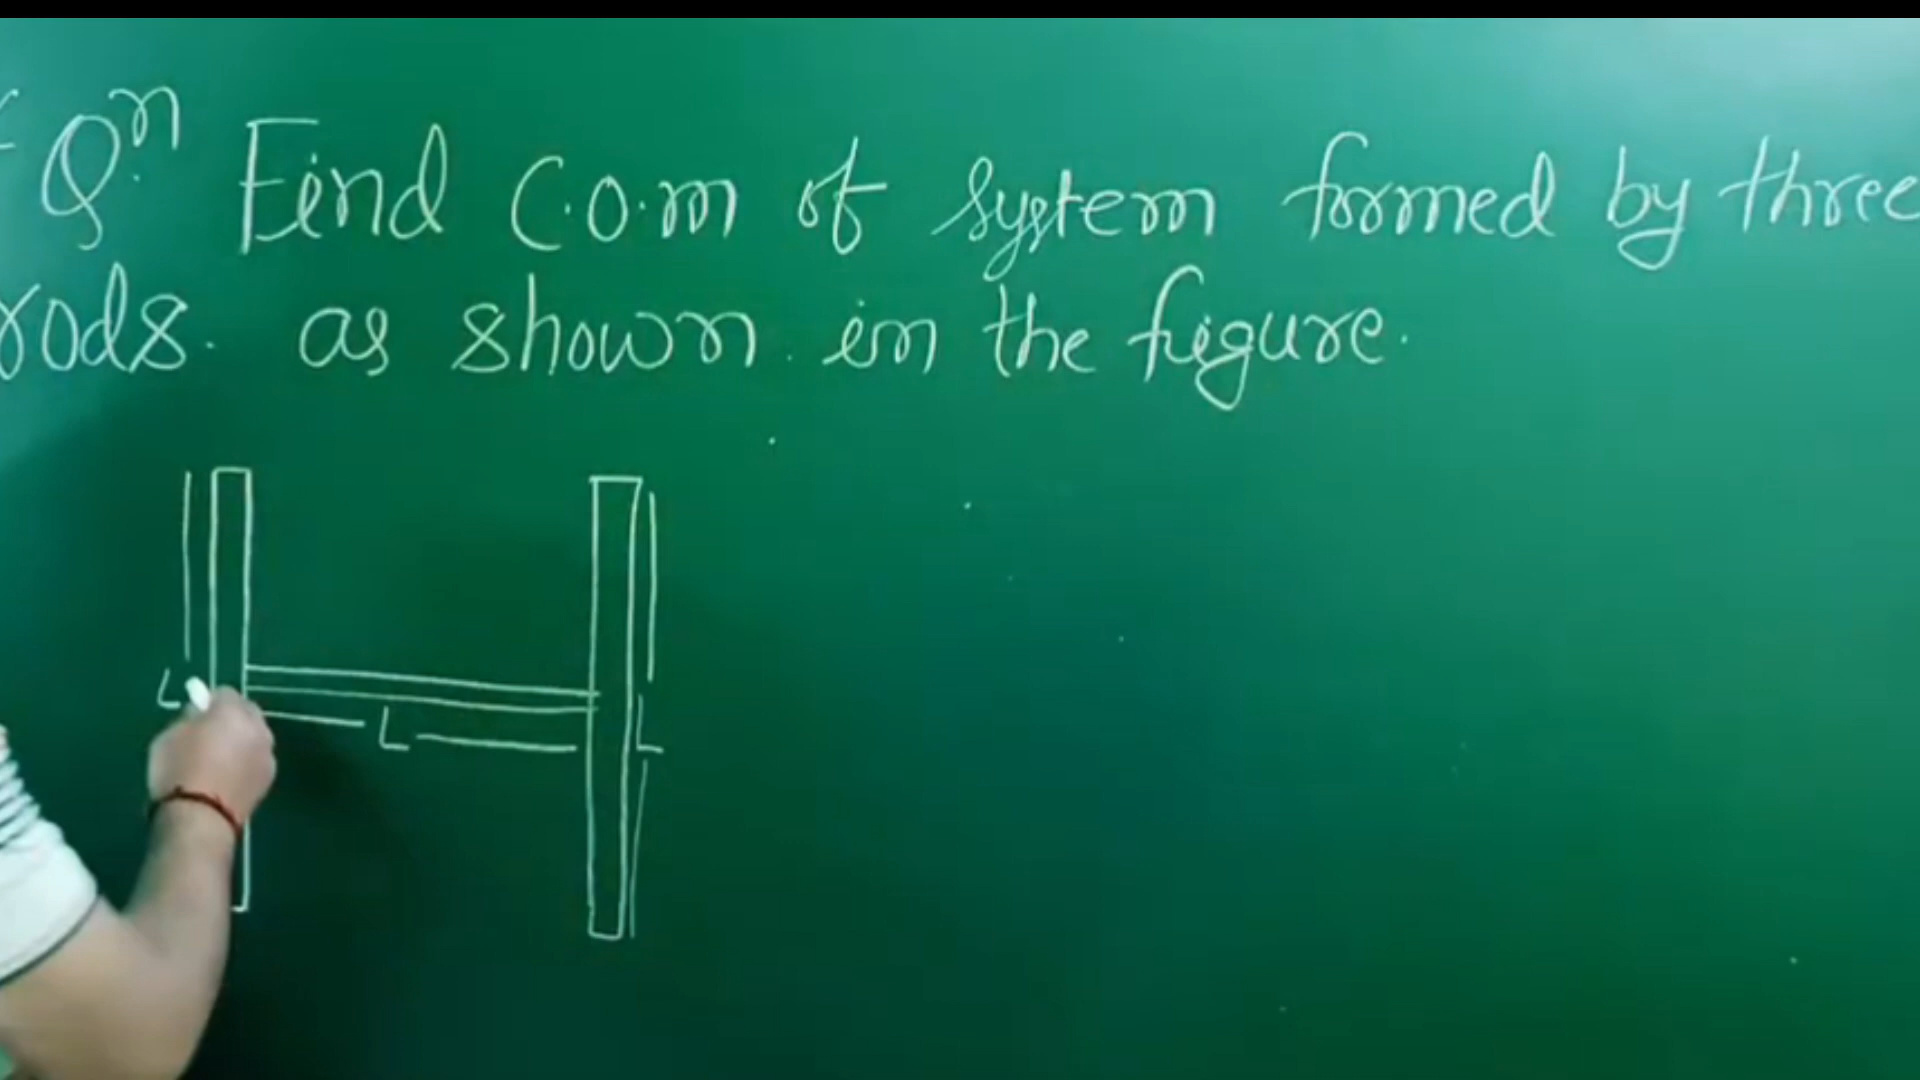 Qⁿ. Find C.O.m of system formed by three
rods. as shown in the figure.
L
L
L